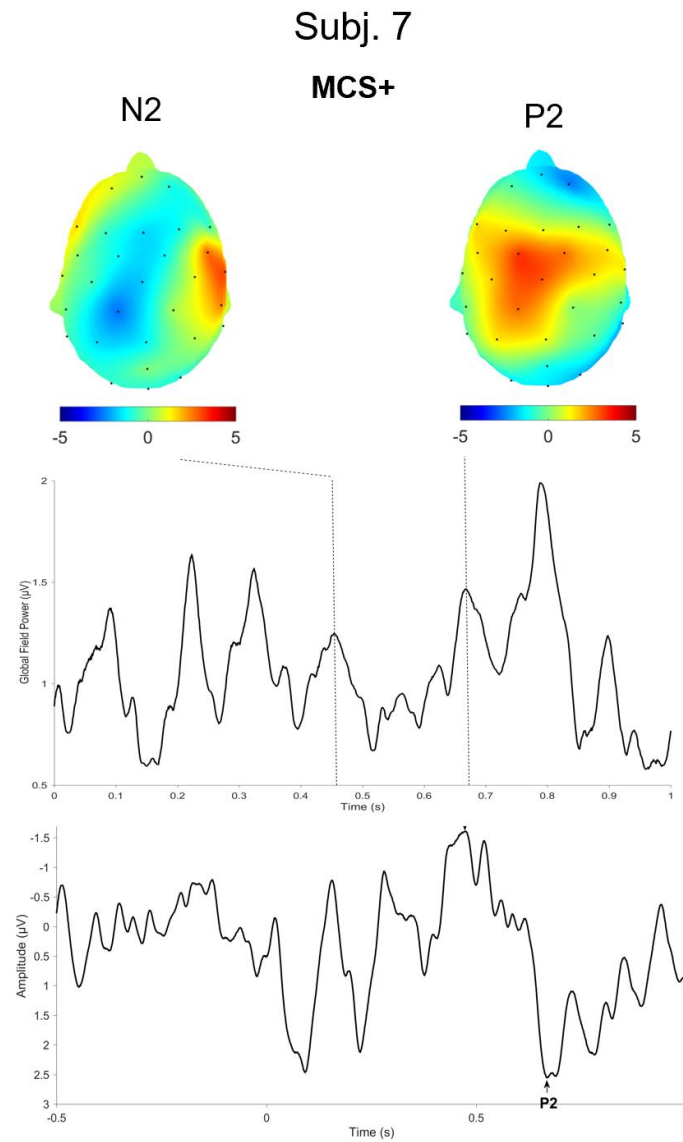 Subj. 7
MCS+
N2
P2
-5 0 5
-5 0 5
2
1.5
1
0.5
Global Field Power (μV)
0 0.1 0.2 0.3 0.4 0.5 0.6 0.7 0.8 0.9 1
Time (s)
-1.5
-1
-0.5
0
0.5
1
1.5
2
2.5
3
Amplitude (μV)
P2
-0.5 0 0.5
Time (s)